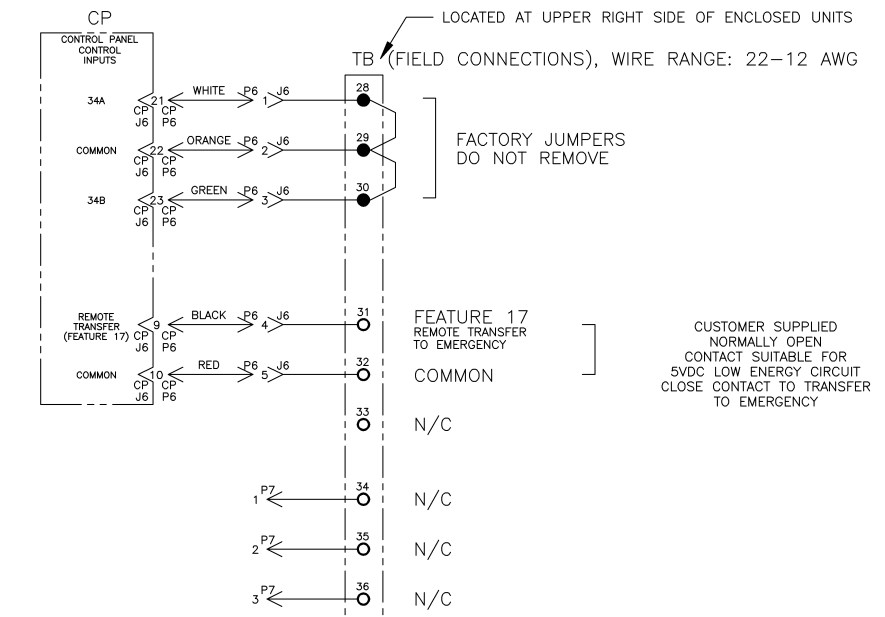 CP
LOCATED AT UPPER RIGHT SIDE OF ENCLOSED UNITS
CONTROL PANEL
CONTROL
INPUTS
TB (FIELD CONNECTIONS), WIRE RANGE: 22-12 AWG
34A 21 WHITE P6 1 J6 28
CP CP
J6 P6
COMMON 22 ORANGE P6 2 J6 29
CP CP
J6 P6
34B 23 GREEN P6 3 J6 30
CP CP
J6 P6
FACTORY JUMPERS
DO NOT REMOVE
REMOTE
TRANSFER
(FEATURE 17)
9 BLACK P6 4 J6 31
CP CP
J6 P6
FEATURE 17
REMOTE TRANSFER
TO EMERGENCY
COMMON 10 RED P6 5 J6 32 COMMON
CP CP
J6 P6
CUSTOMER SUPPLIED
NORMALLY OPEN
CONTACT SUITABLE FOR
5VDC LOW ENERGY CIRCUIT
CLOSE CONTACT TO TRANSFER
TO EMERGENCY
33 N/C
1 P7 34 N/C
2 P7 35 N/C
3 P7 36 N/C